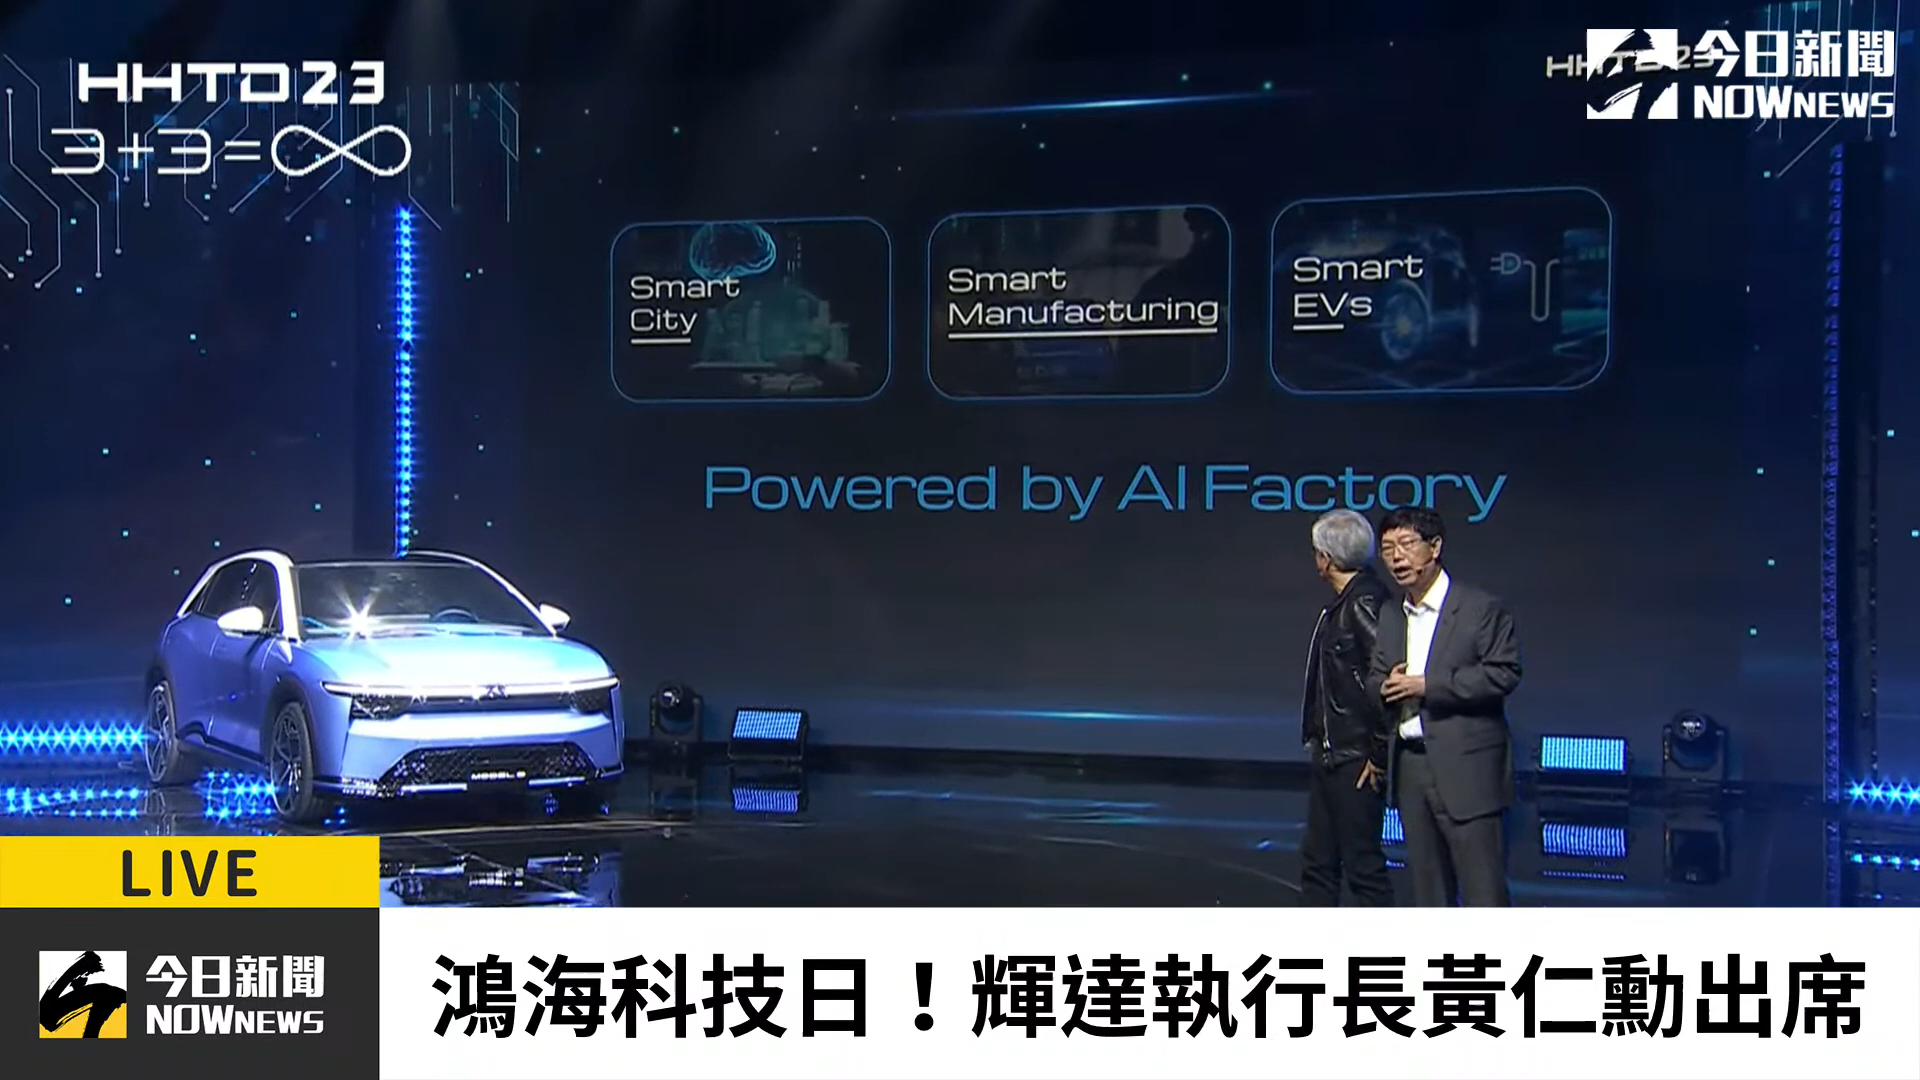 HHTD23
3+3=∞
HHTD23
今日新聞
NOWnews
Smart
City
Smart
Manufacturing
Smart
EVs
Powered by AI Factory
LIVE
今日新聞
NOWnews
鴻海科技日！輝達執行長黃仁勳出席